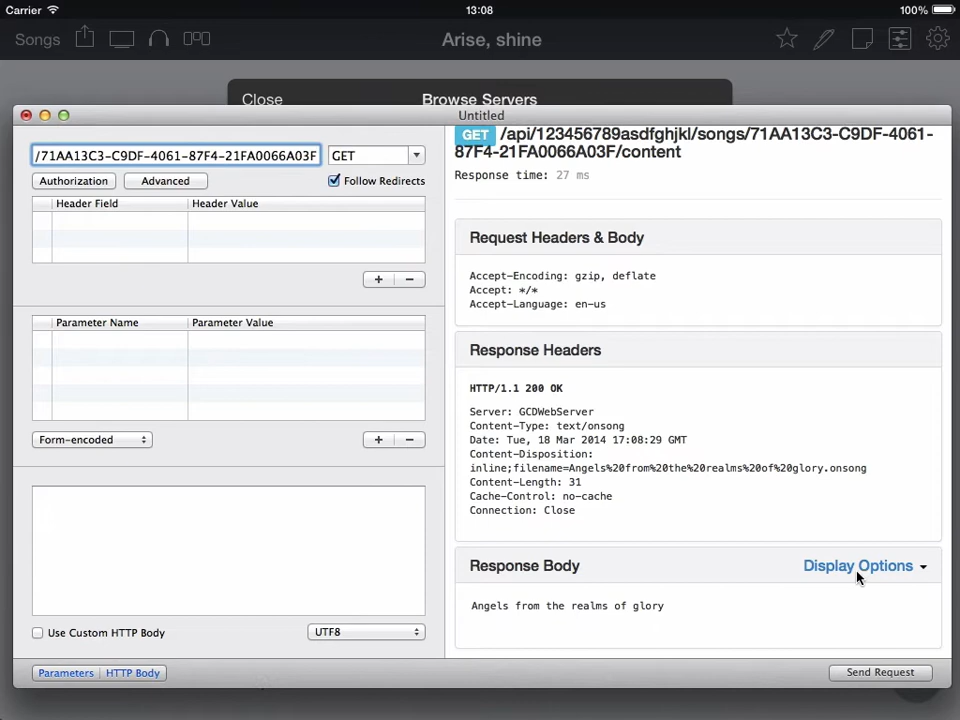 Carrier
13:08
100%
Songs
Arise, shine
Close
Browse Servers
Untitled
/71AA13C3-C9DF-4061-87F4-21FA0066A03F
GET
Authorization
Advanced
Follow Redirects
Header Field
Header Value
+
−
Parameter Name
Parameter Value
Form-encoded
+
−
Use Custom HTTP Body
UTF8
Parameters
HTTP Body
GET /api/123456789asdfghjkl/songs/71AA13C3-C9DF-4061-
87F4-21FA0066A03F/content
Response time: 27 ms
Request Headers & Body
Accept-Encoding: gzip, deflate
Accept: */*
Accept-Language: en-us
Response Headers
HTTP/1.1 200 OK
Server: GCDWebServer
Content-Type: text/onsong
Date: Tue, 18 Mar 2014 17:08:29 GMT
Content-Disposition:
inline;filename=Angels%20from%20the%20realms%20of%20glory.onsong
Content-Length: 31
Cache-Control: no-cache
Connection: Close
Response Body
Display Options
Angels from the realms of glory
Send Request